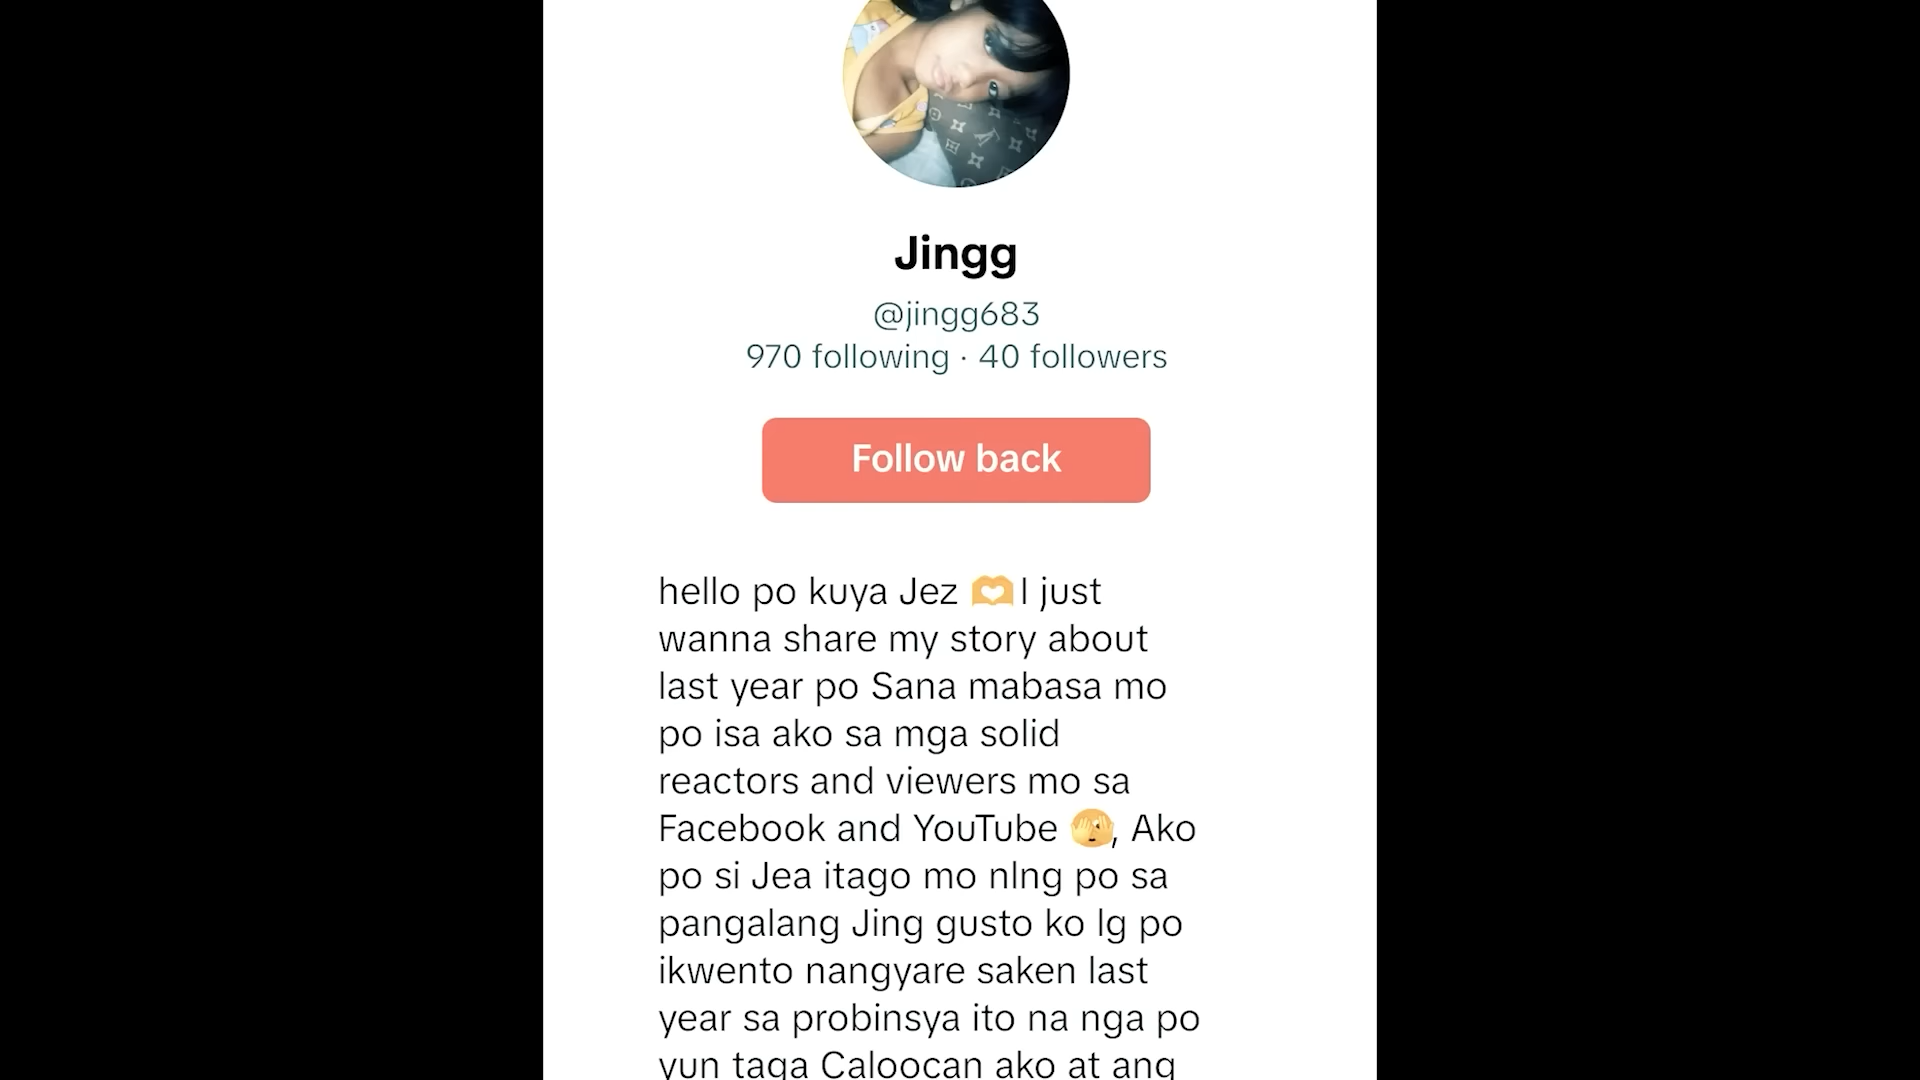 Jingg
@jingg683
970 following · 40 followers
Follow back
hello po kuya Jez 🫶I just
wanna share my story about
last year po Sana mabasa mo
po isa ako sa mga solid
reactors and viewers mo sa
Facebook and YouTube 🫣, Ako
po si Jea itago mo nlng po sa
pangalang Jing gusto ko lg po
ikwento nangyare saken last
year sa probinsya ito na nga po
yun taga Caloocan ako at ang